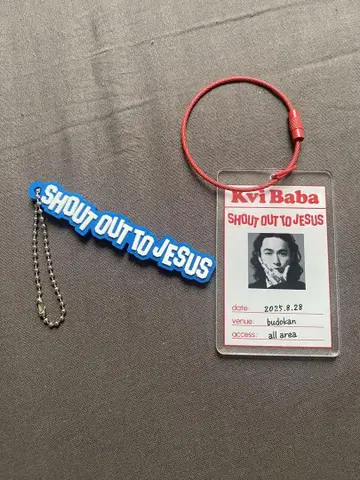 SHOUT OUT TO JESUS
Kvi Baba
SHOUT OUT TO JESUS
date: 2025.8.28
venue: budokan
access: all area